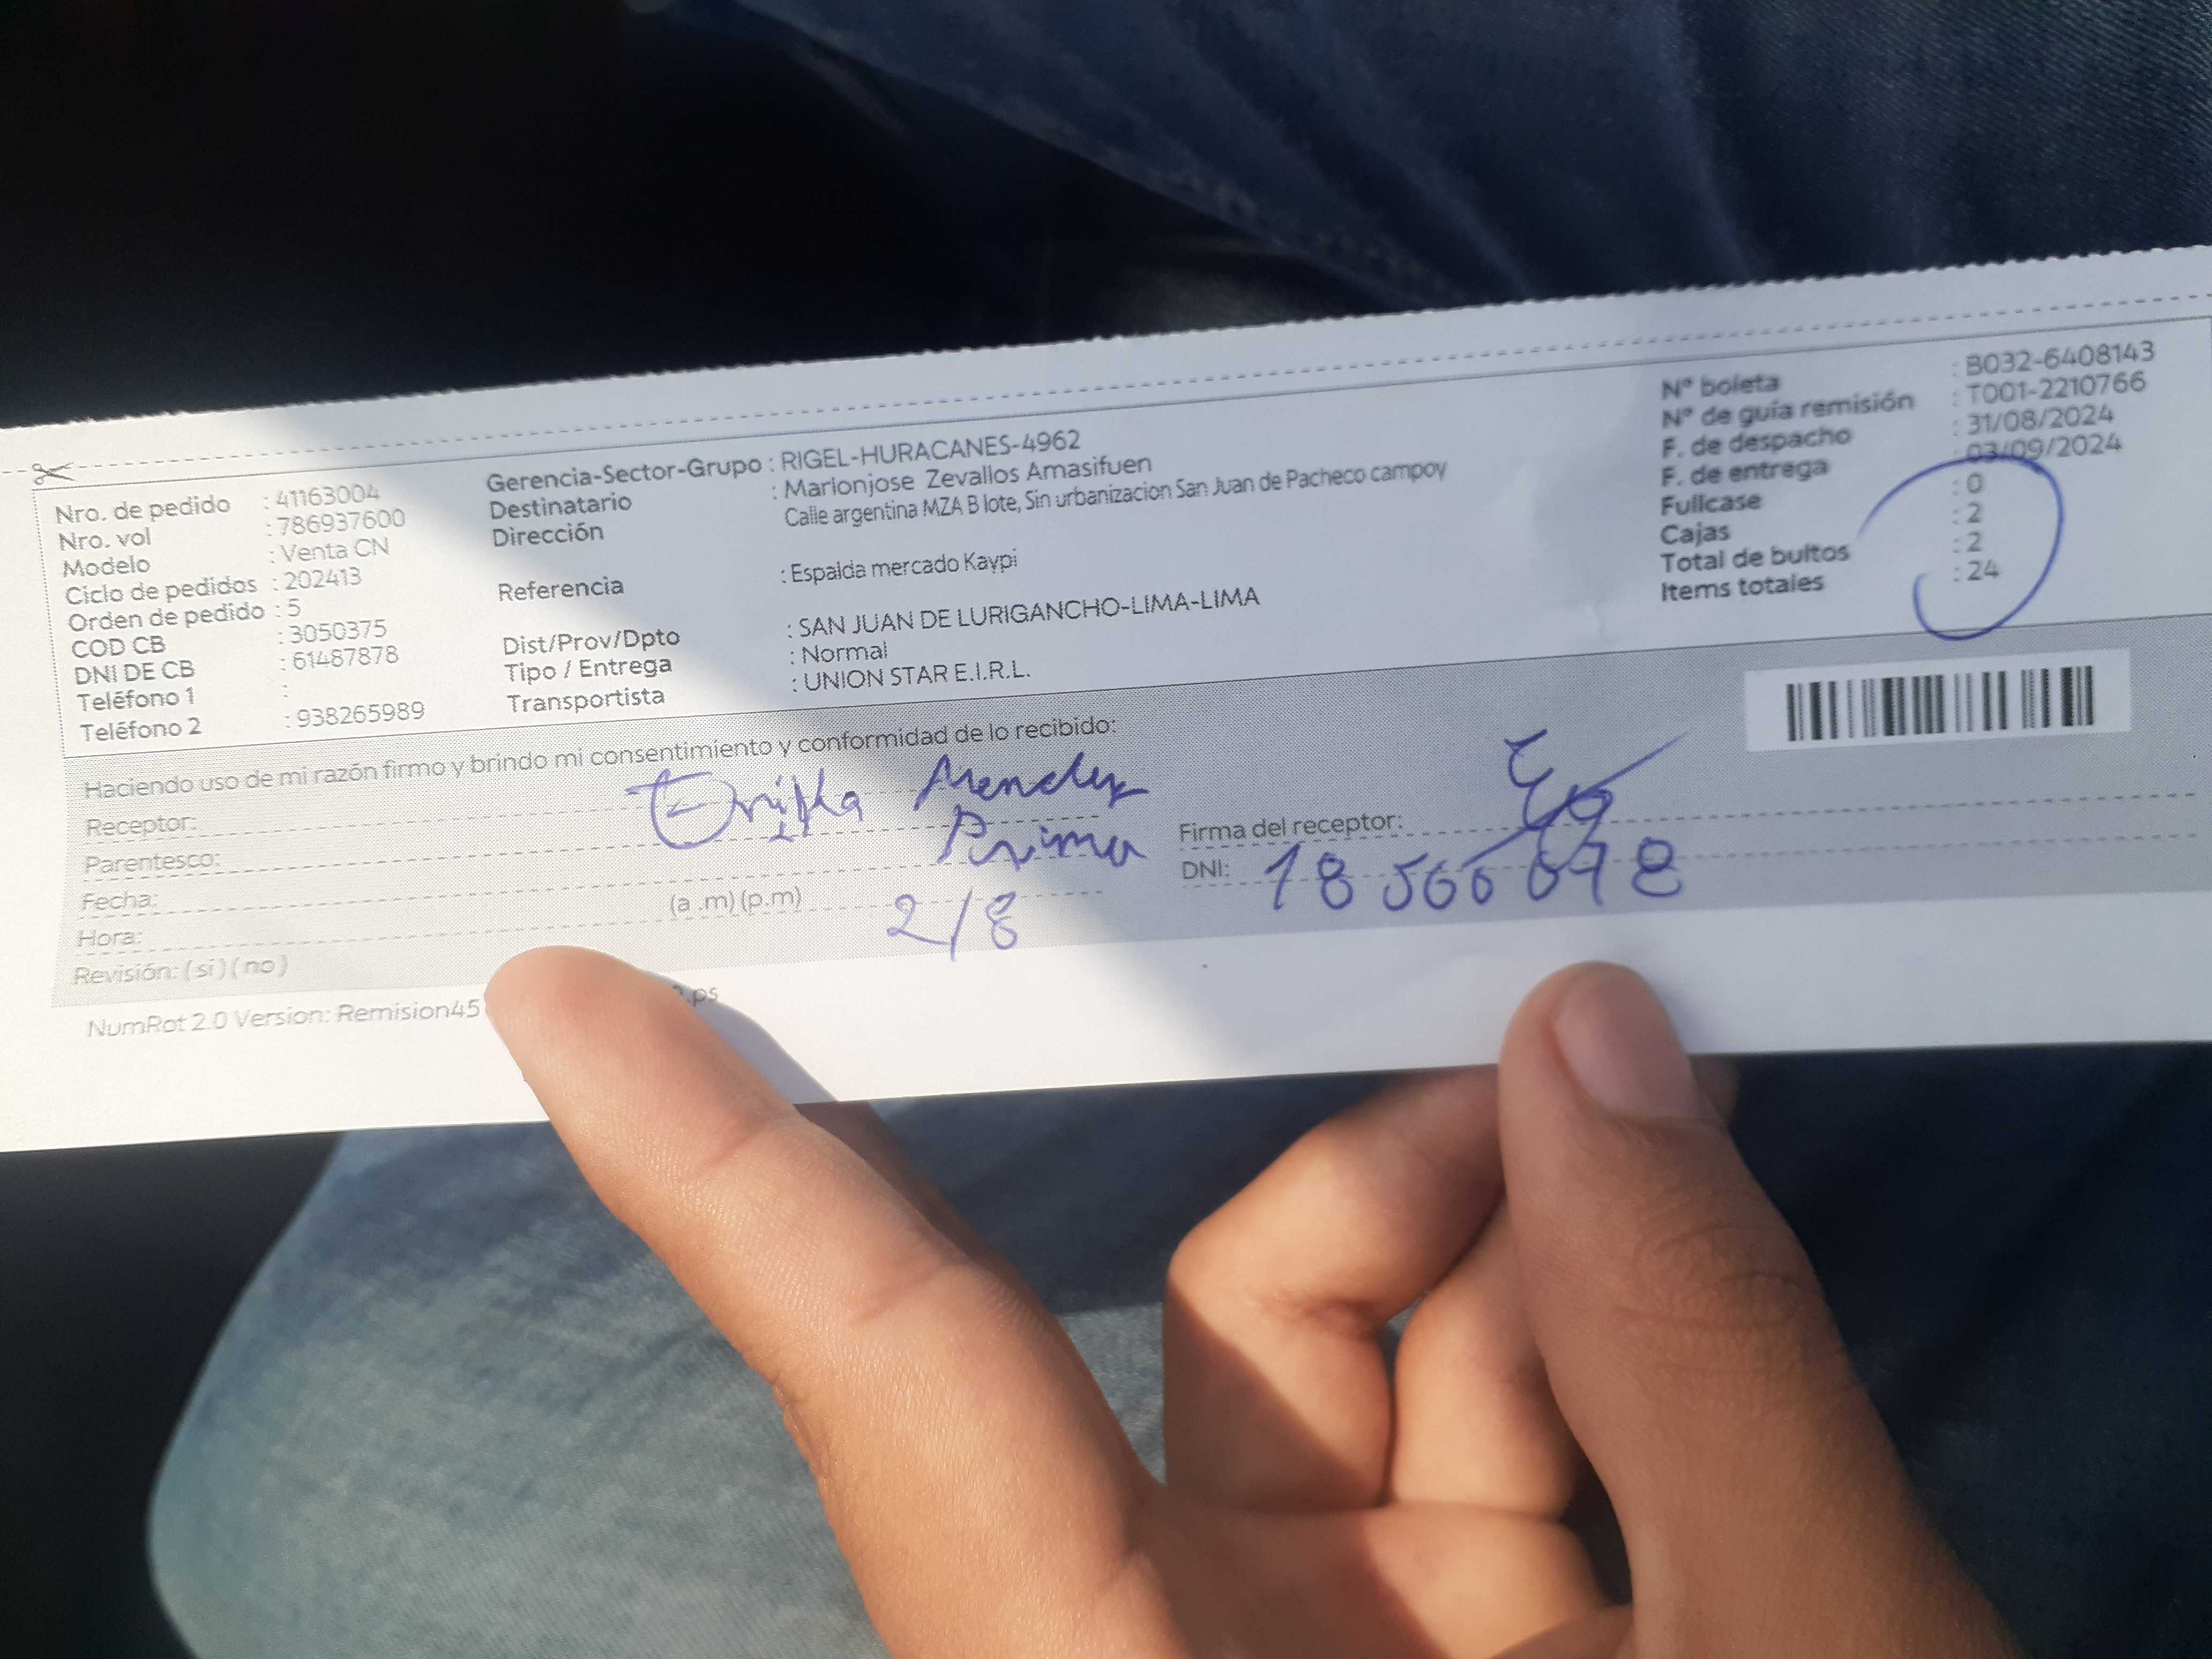 Nro. de pedido : 41163004
Nro. vol : 786937600
Modelo : Venta CN
Ciclo de pedidos : 202413
Orden de pedido : 5
COD CB : 3050375
DNI DE CB : 61487878
Teléfono 1 :
Teléfono 2 : 938265989
Gerencia-Sector-Grupo : RIGEL-HURACANES-4962
Destinatario : Marlonjose Zevallos Amasifuen
Dirección Calle argentina MZA B lote, Sin urbanizacion San Juan de Pacheco campoy
Referencia : Espalda mercado Kaypi
Dist/Prov/Dpto : SAN JUAN DE LURIGANCHO-LIMA-LIMA
Tipo / Entrega : Normal
Transportista : UNION STAR E.I.R.L.
N° boleta : B032-6408143
N° de guía remisión : T001-2210766
F. de despacho : 31/08/2024
F. de entrega : 03/09/2024
Fullcase : 0
Cajas : 2
Total de bultos : 2
Items totales : 24
Haciendo uso de mi razón firmo y brindo mi consentimiento y conformidad de lo recibido:
Receptor: Erika Mendez
Parentesco: Prima
Fecha:
Hora: (a .m) (p.m) 2/8
Revisión: (si) (no)
Firma del receptor:
DNI: 18
NumRot 2.0 Version: Remision45 .ps